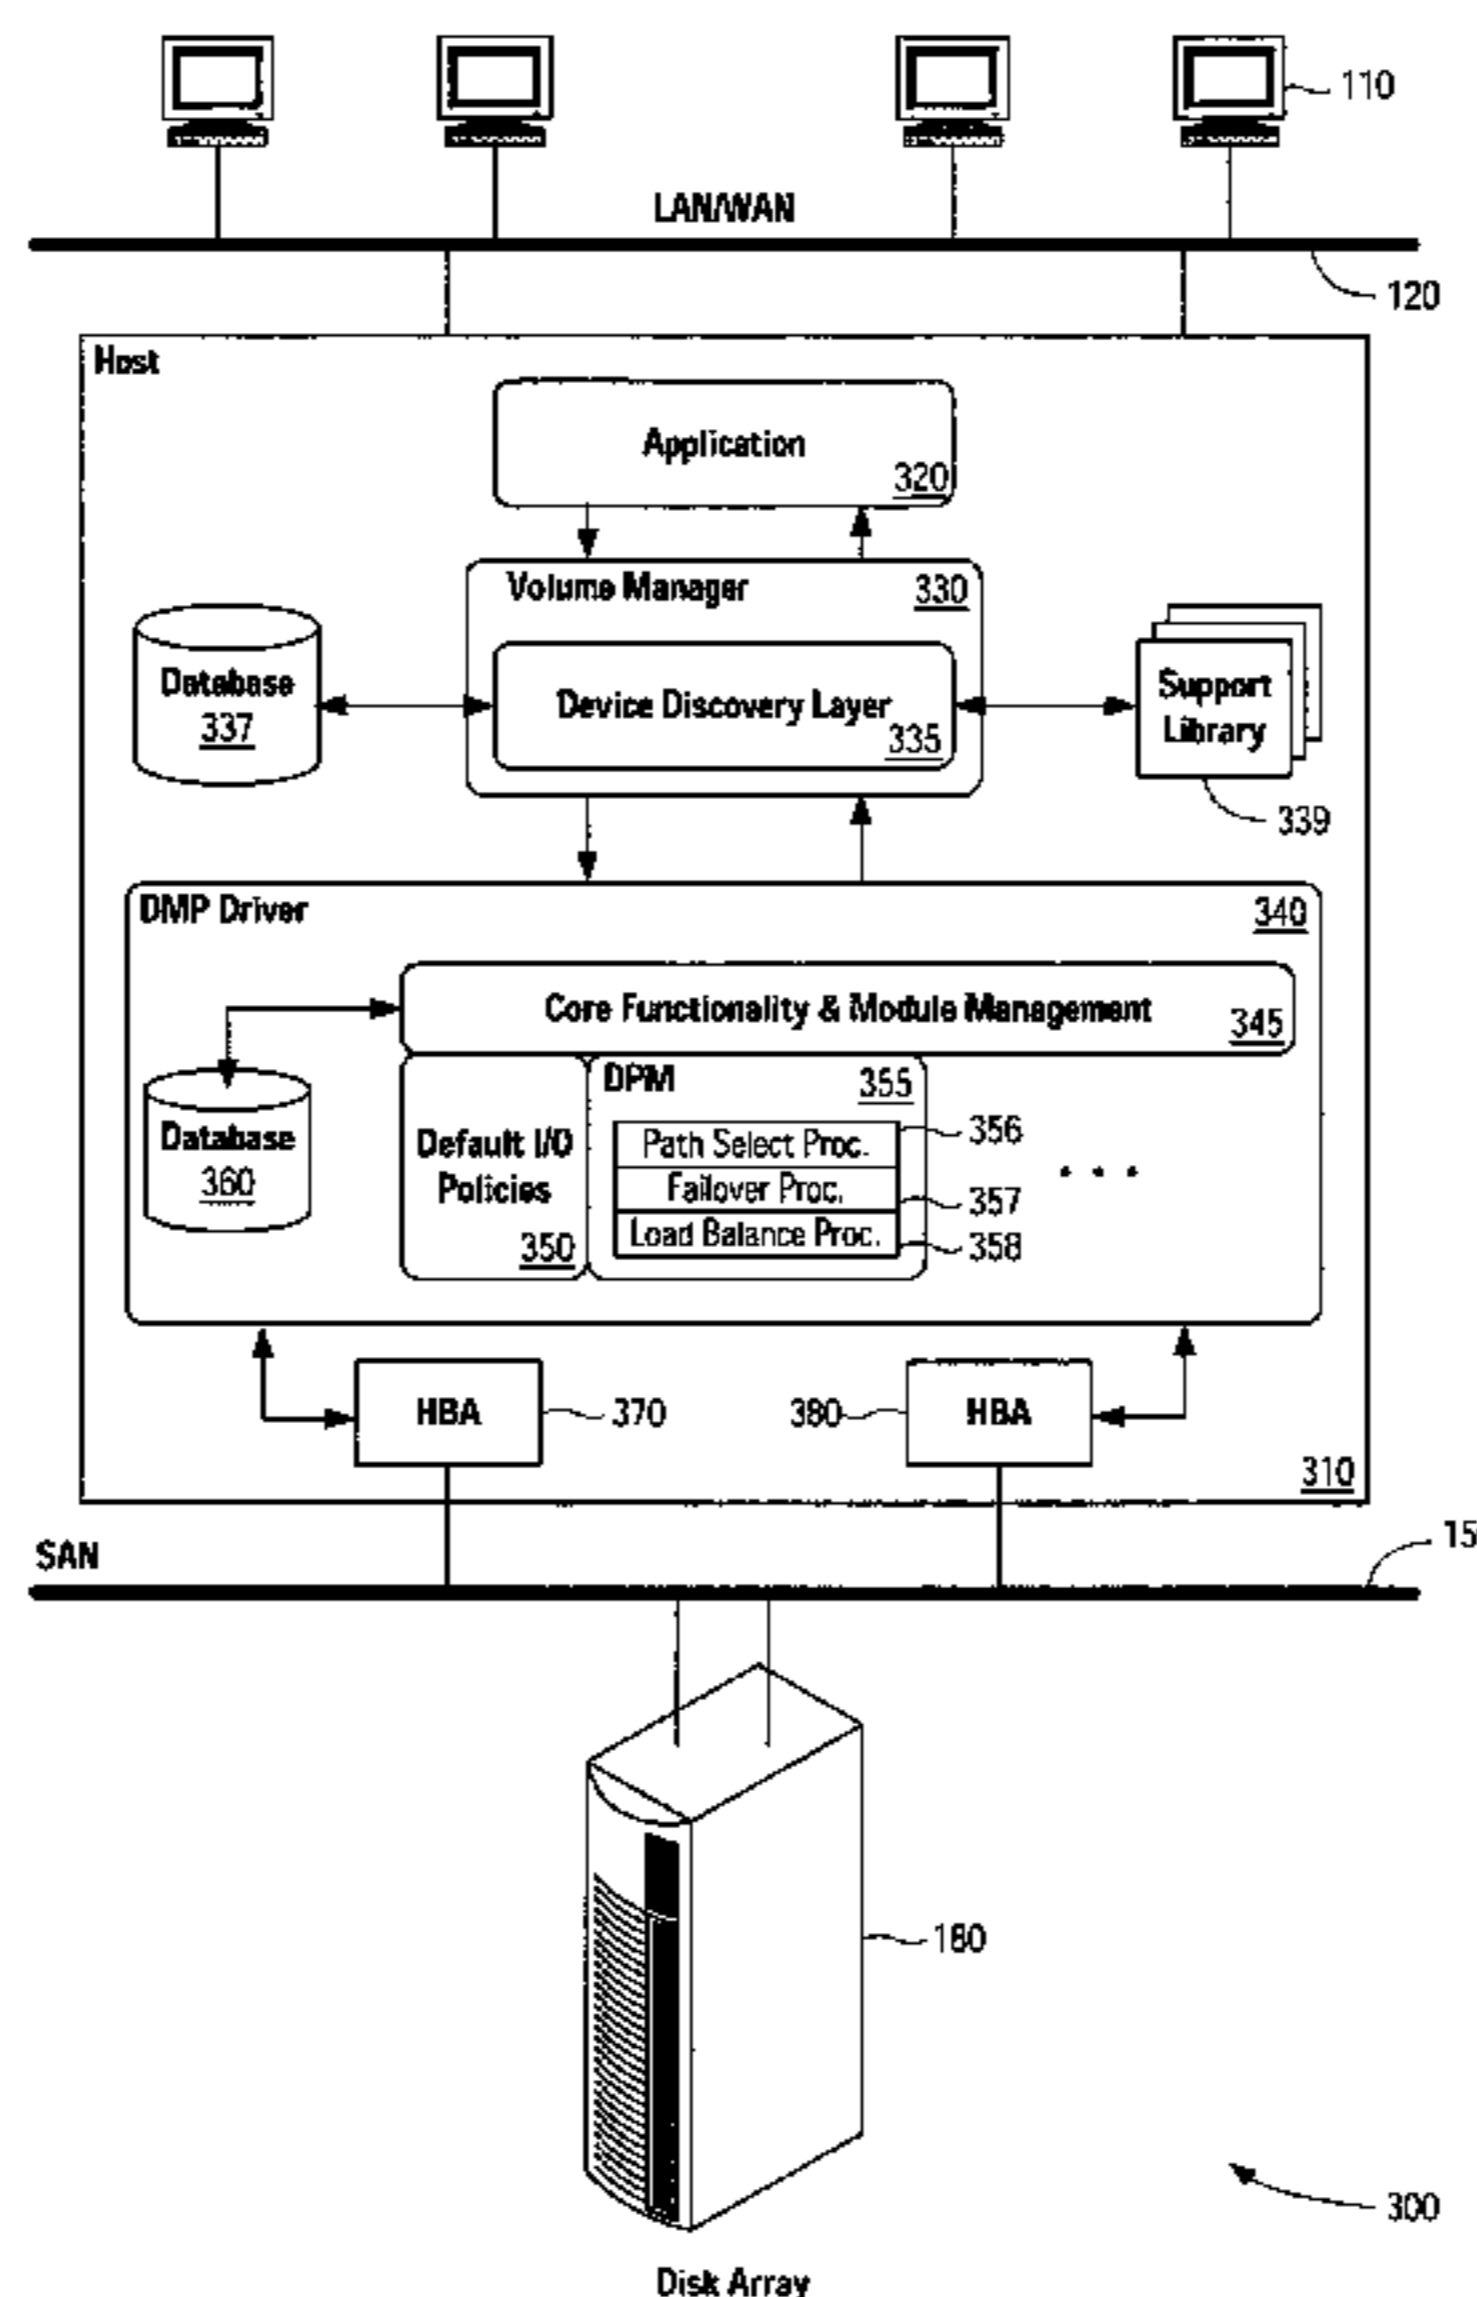 110
LAN/WAN
120
Host
Application
320
Volume Manager
330
Database
337
Device Discovery Layer
335
Support
Library
339
DMP Driver
340
Core Functionality & Module Management
345
Database
360
Default I/O
Policies
350
DPM
355
Path Select Proc.
356
Failover Proc.
357
Load Balance Proc.
358
. . .
HBA
370
380
HBA
310
SAN
15
180
300
Disk Array